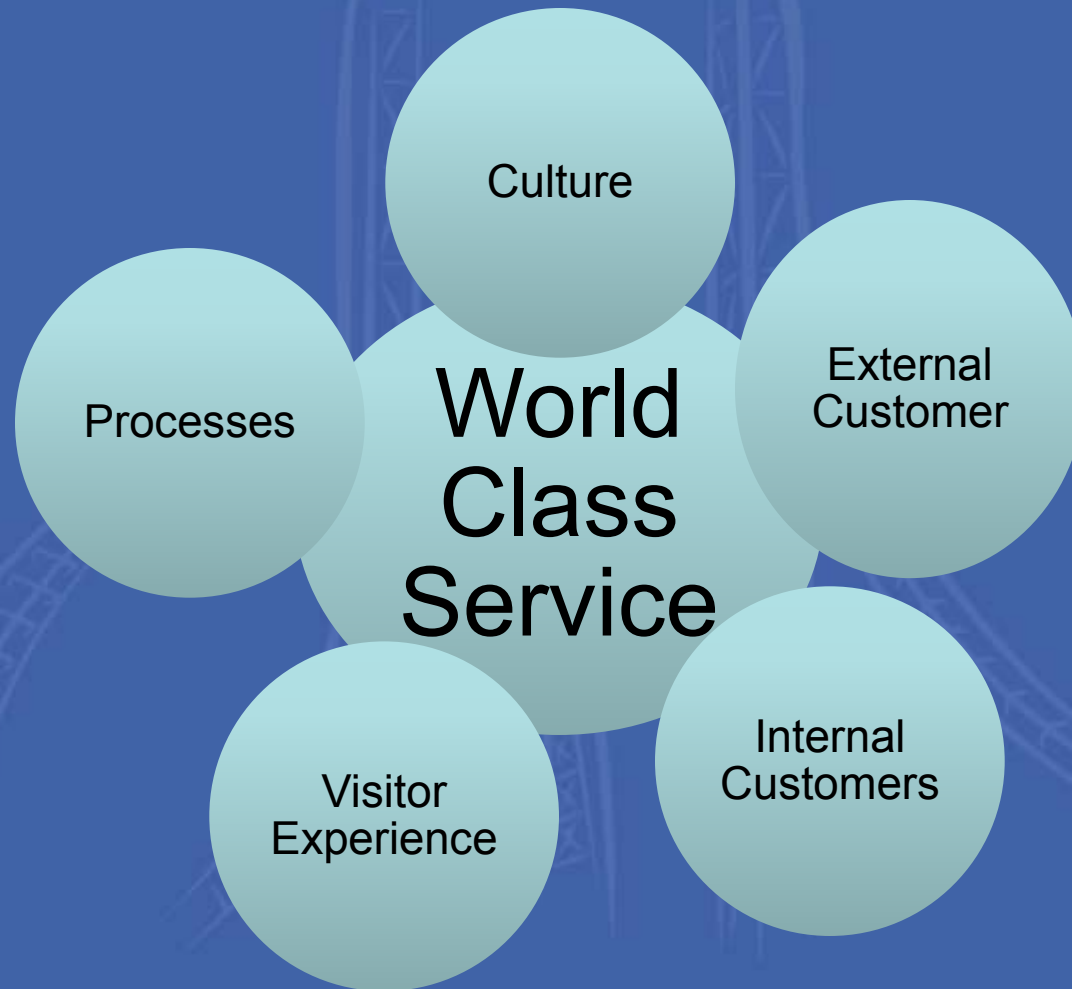 Culture
External
Customer
Processes
World
Class
Service
Internal
Customers
Visitor
Experience